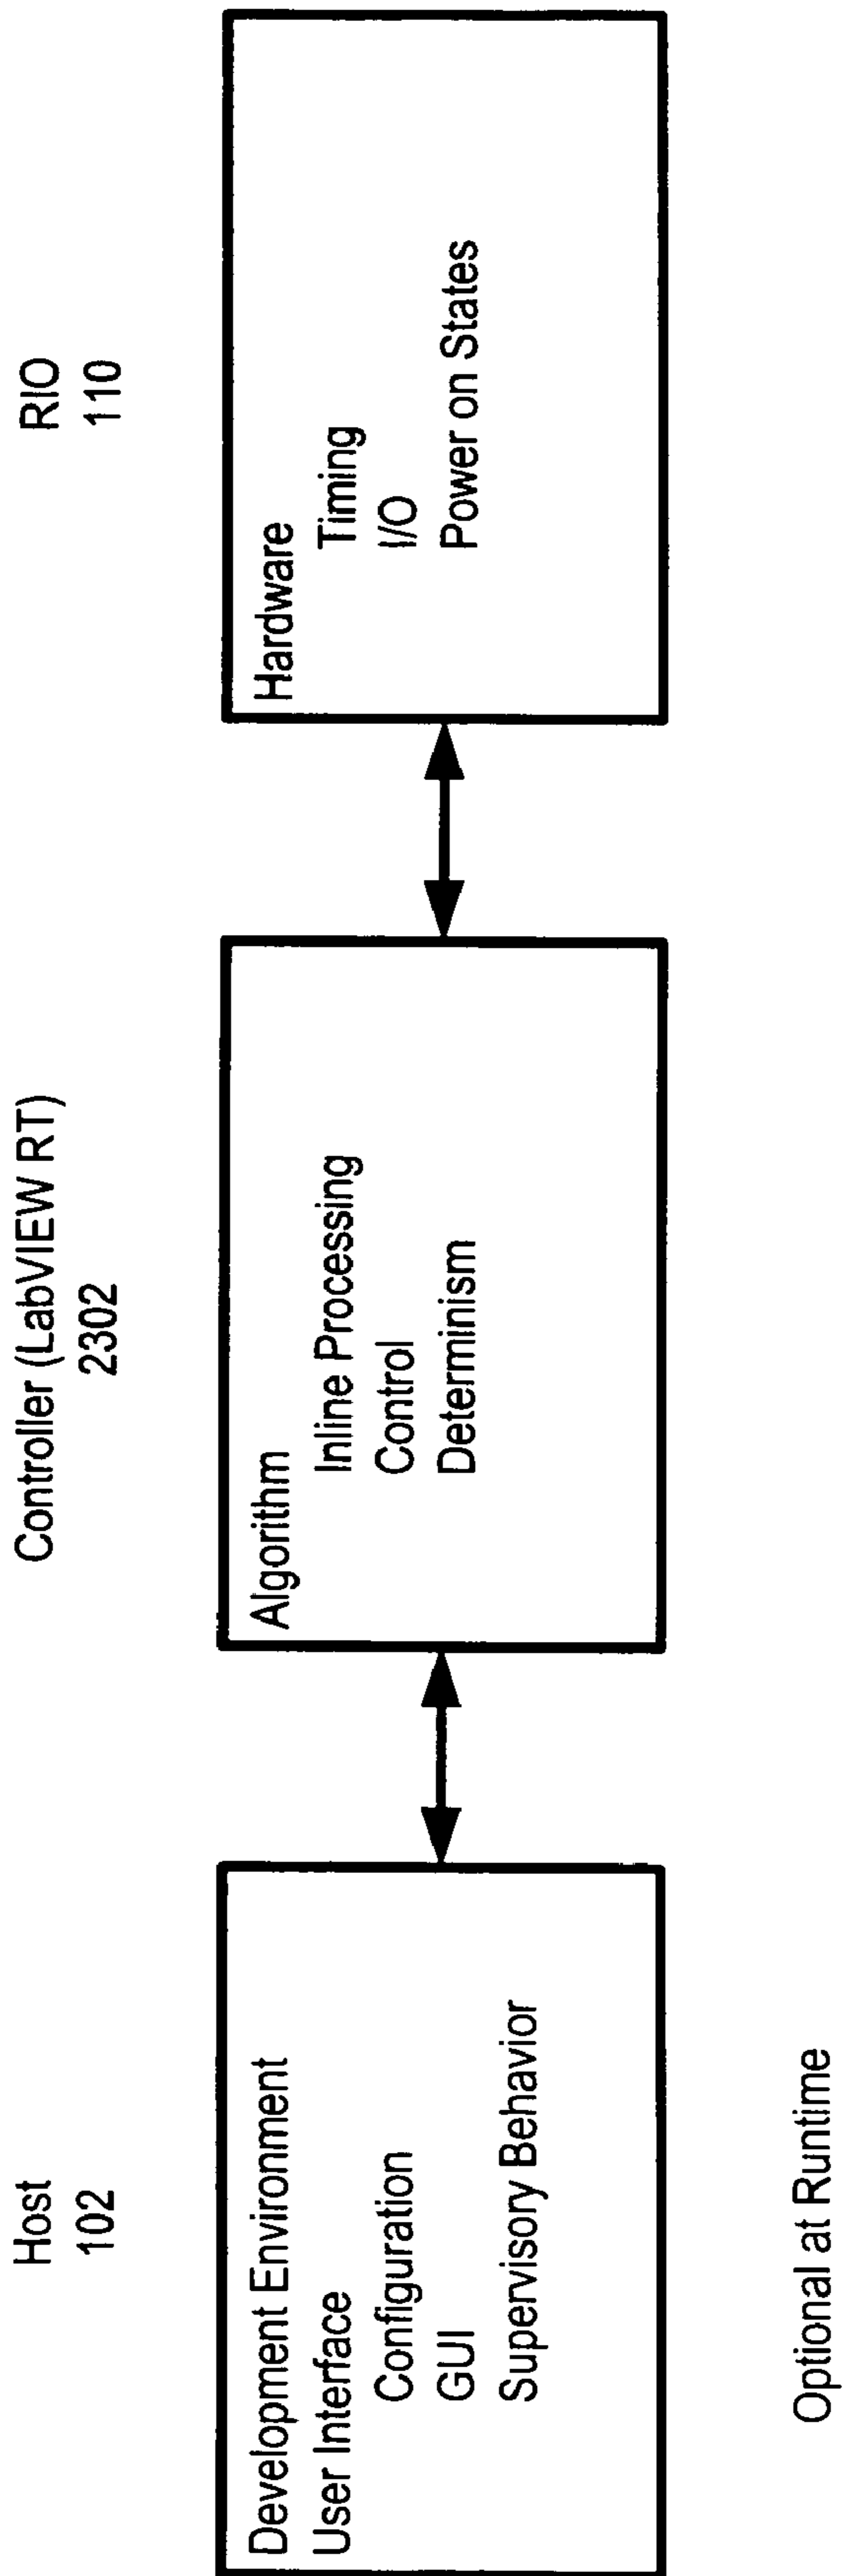 Host
102
Development Environment
User Interface
Configuration
GUI
Supervisory Behavior
Optional at Runtime
Controller (LabVIEW RT)
2302
Algorithm
Inline Processing
Control
Determinism
RIO
110
Hardware
Timing
I/O
Power on States